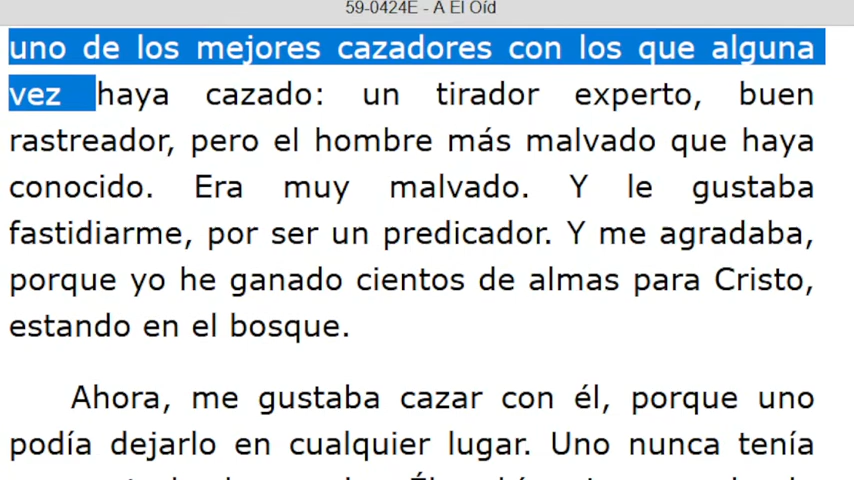 59-0424E - A El Oíd
uno de los mejores cazadores con los que alguna
vez haya cazado: un tirador experto, buen
rastreador, pero el hombre más malvado que haya
conocido. Era muy malvado. Y le gustaba
fastidiarme, por ser un predicador. Y me agradaba,
porque yo he ganado cientos de almas para Cristo,
estando en el bosque.
Ahora, me gustaba cazar con él, porque uno
podía dejarlo en cualquier lugar. Uno nunca tenía